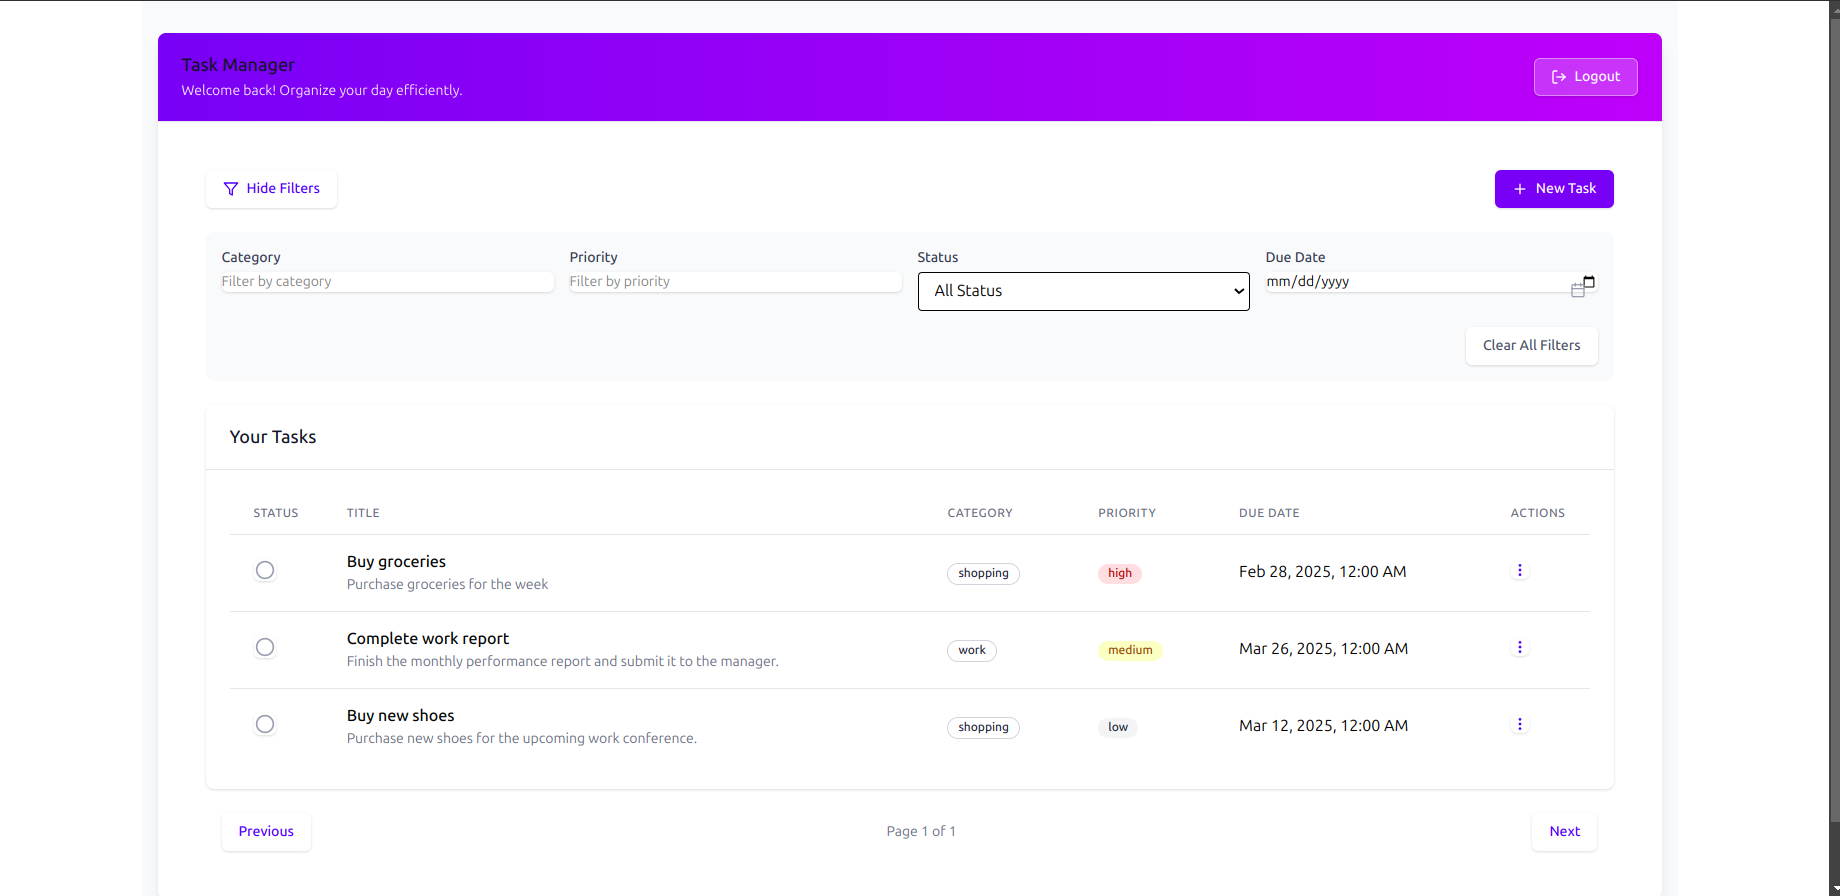 Task Manager
Welcome back! Organize your day efficiently.
Logout
Hide Filters
New Task
Category
Priority
Status
Due Date
Filter by category
Filter by priority
All Status
mm/dd/yyyy
Clear All Filters
Your Tasks
STATUS TITLE CATEGORY PRIORITY DUE DATE ACTIONS
Buy groceries
Purchase groceries for the week
shopping
high
Feb 28, 2025, 12:00 AM
Complete work report
Finish the monthly performance report and submit it to the manager.
work
medium
Mar 26, 2025, 12:00 AM
Buy new shoes
Purchase new shoes for the upcoming work conference.
shopping
low
Mar 12, 2025, 12:00 AM
Previous
Page 1 of 1
Next